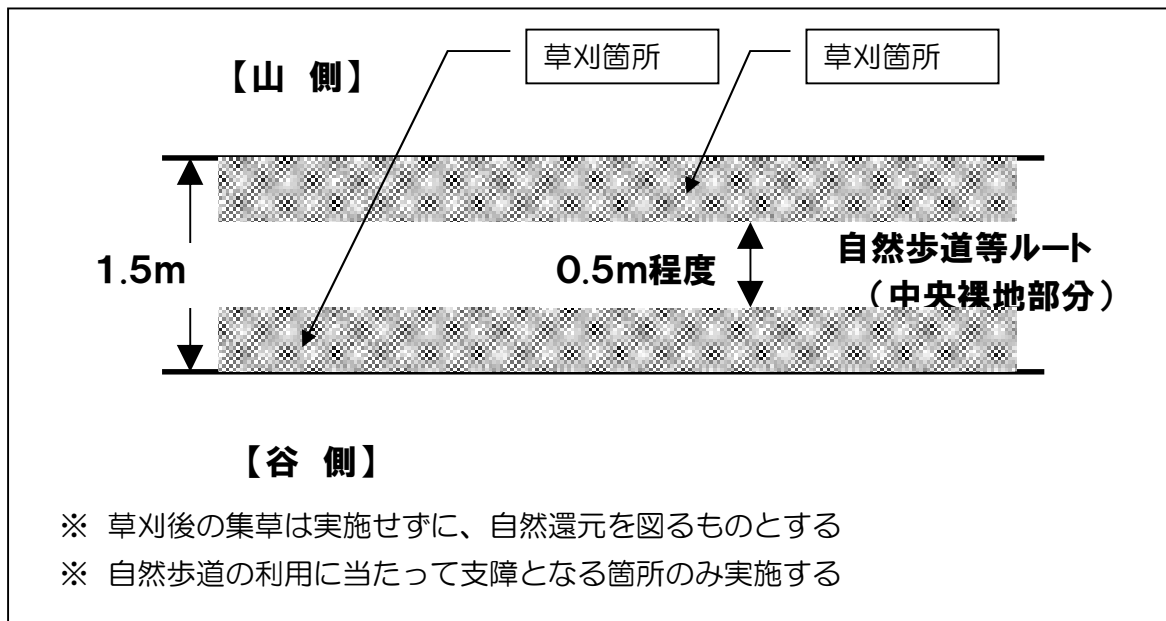 草刈箇所
草刈箇所
【山 側】
1.5m
0.5m程度
自然歩道等ルート
（中央裸地部分）
【谷 側】
※ 草刈後の集草は実施せずに、自然還元を図るものとする
※ 自然歩道の利用に当たって支障となる箇所のみ実施する